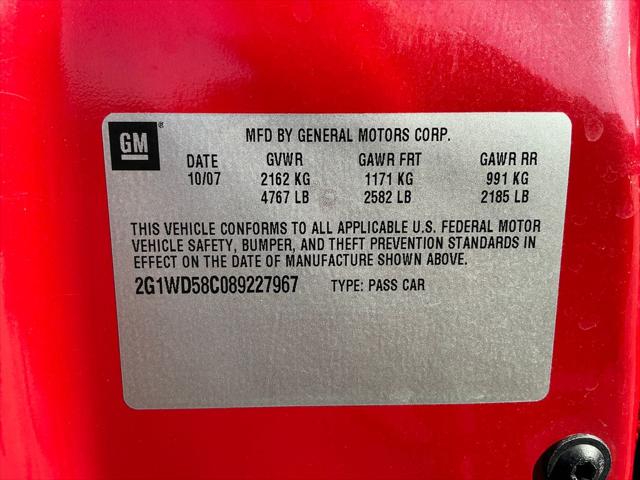 GM ®
MFD BY GENERAL MOTORS CORP.
DATE GVWR GAWR FRT GAWR RR
10/07 2162 KG 1171 KG 991 KG
4767 LB 2582 LB 2185 LB
THIS VEHICLE CONFORMS TO ALL APPLICABLE U.S. FEDERAL MOTOR
VEHICLE SAFETY, BUMPER, AND THEFT PREVENTION STANDARDS IN
EFFECT ON THE DATE OF MANUFACTURE SHOWN ABOVE.
2G1WD58C089227967 TYPE: PASS CAR